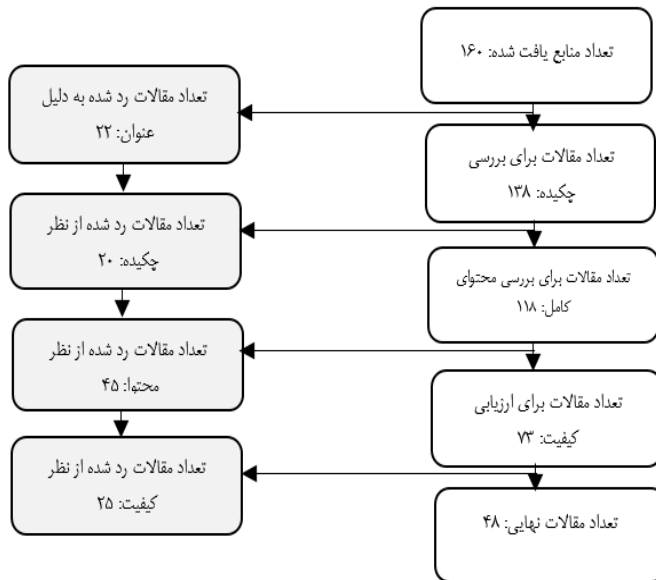 تعداد منابع یافت شده: ۱۶۰
تعداد مقالات رد شده به دلیل
عنوان: ۲۲
تعداد مقالات برای بررسی
چکیده: ۱۳۸
تعداد مقالات رد شده از نظر
چکیده: ۲۰
تعداد مقالات برای بررسی محتوای
کامل: ۱۱۸
تعداد مقالات رد شده از نظر
محتوا: ۴۵
تعداد مقالات برای ارزیابی
کیفیت: ۷۳
تعداد مقالات رد شده از نظر
کیفیت: ۲۵
تعداد مقالات نهایی: ۴۸